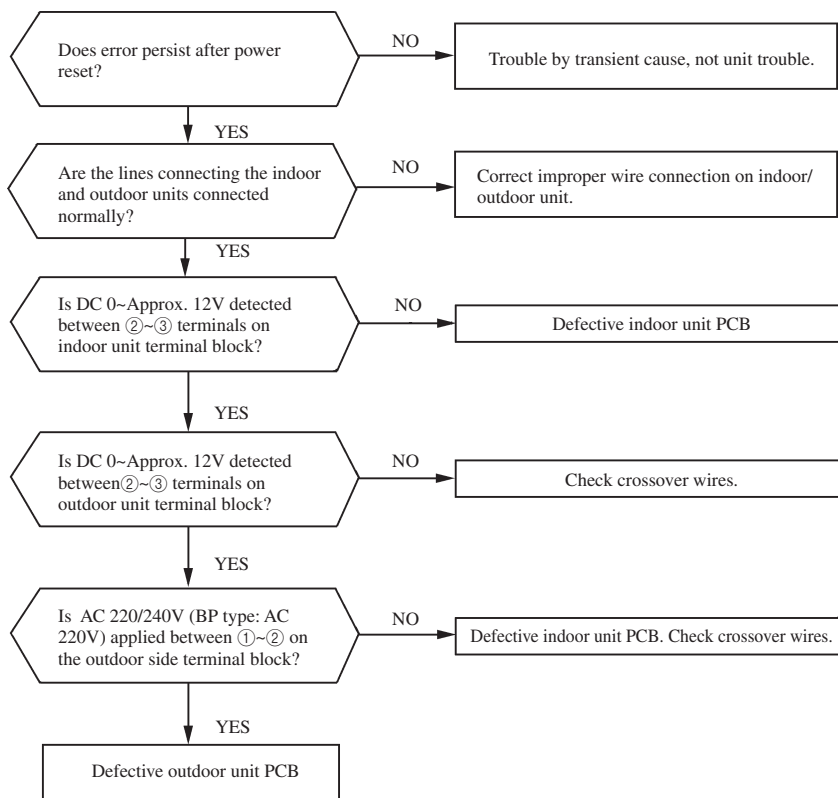 Does error persist after power
reset?
NO
Trouble by transient cause, not unit trouble.
YES
Are the lines connecting the indoor
and outdoor units connected
normally?
NO
Correct improper wire connection on indoor/
outdoor unit.
YES
Is DC 0~Approx. 12V detected
between ②~③ terminals on
indoor unit terminal block?
NO
Defective indoor unit PCB
YES
Is DC 0~Approx. 12V detected
between②~③ terminals on
outdoor unit terminal block?
NO
Check crossover wires.
YES
Is AC 220/240V (BP type: AC
220V) applied between ①~② on
the outdoor side terminal block?
NO
Defective indoor unit PCB. Check crossover wires.
YES
Defective outdoor unit PCB